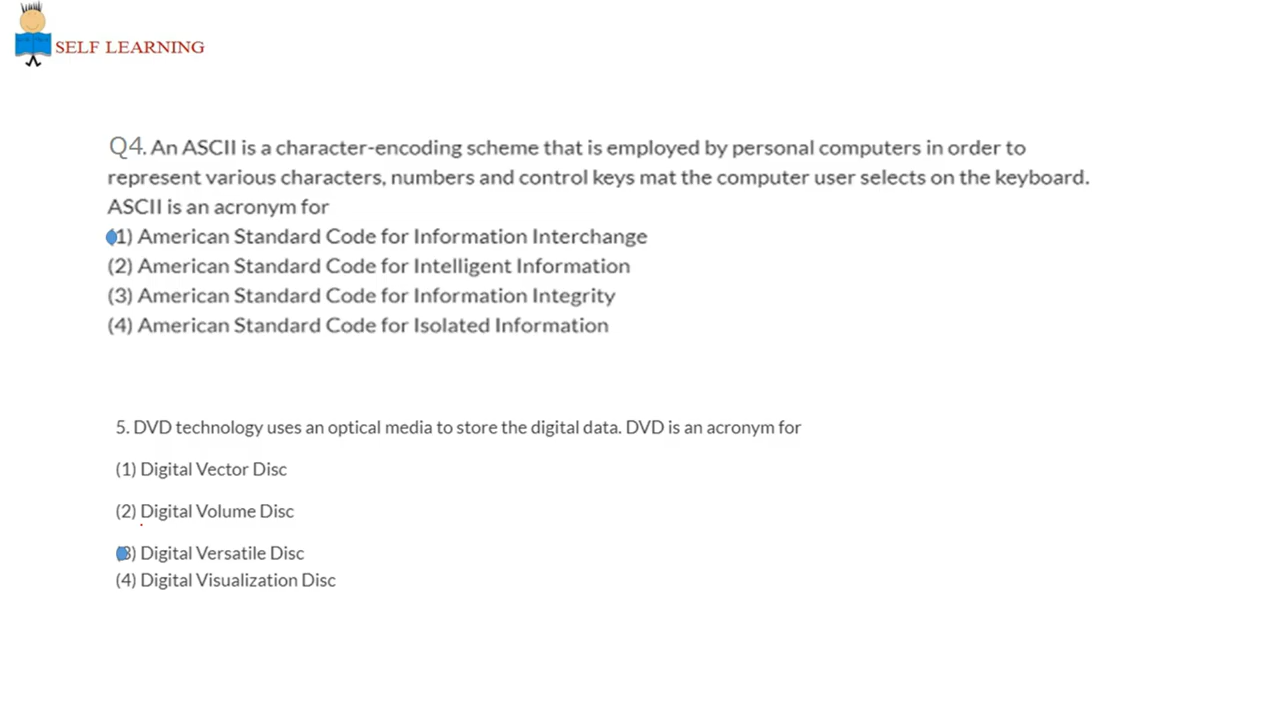 SELF LEARNING
Q4. An ASCII is a character-encoding scheme that is employed by personal computers in order to
represent various characters, numbers and control keys mat the computer user selects on the keyboard.
ASCII is an acronym for
(1) American Standard Code for Information Interchange
(2) American Standard Code for Intelligent Information
(3) American Standard Code for Information Integrity
(4) American Standard Code for Isolated Information
5. DVD technology uses an optical media to store the digital data. DVD is an acronym for
(1) Digital Vector Disc
(2) Digital Volume Disc
(3) Digital Versatile Disc
(4) Digital Visualization Disc